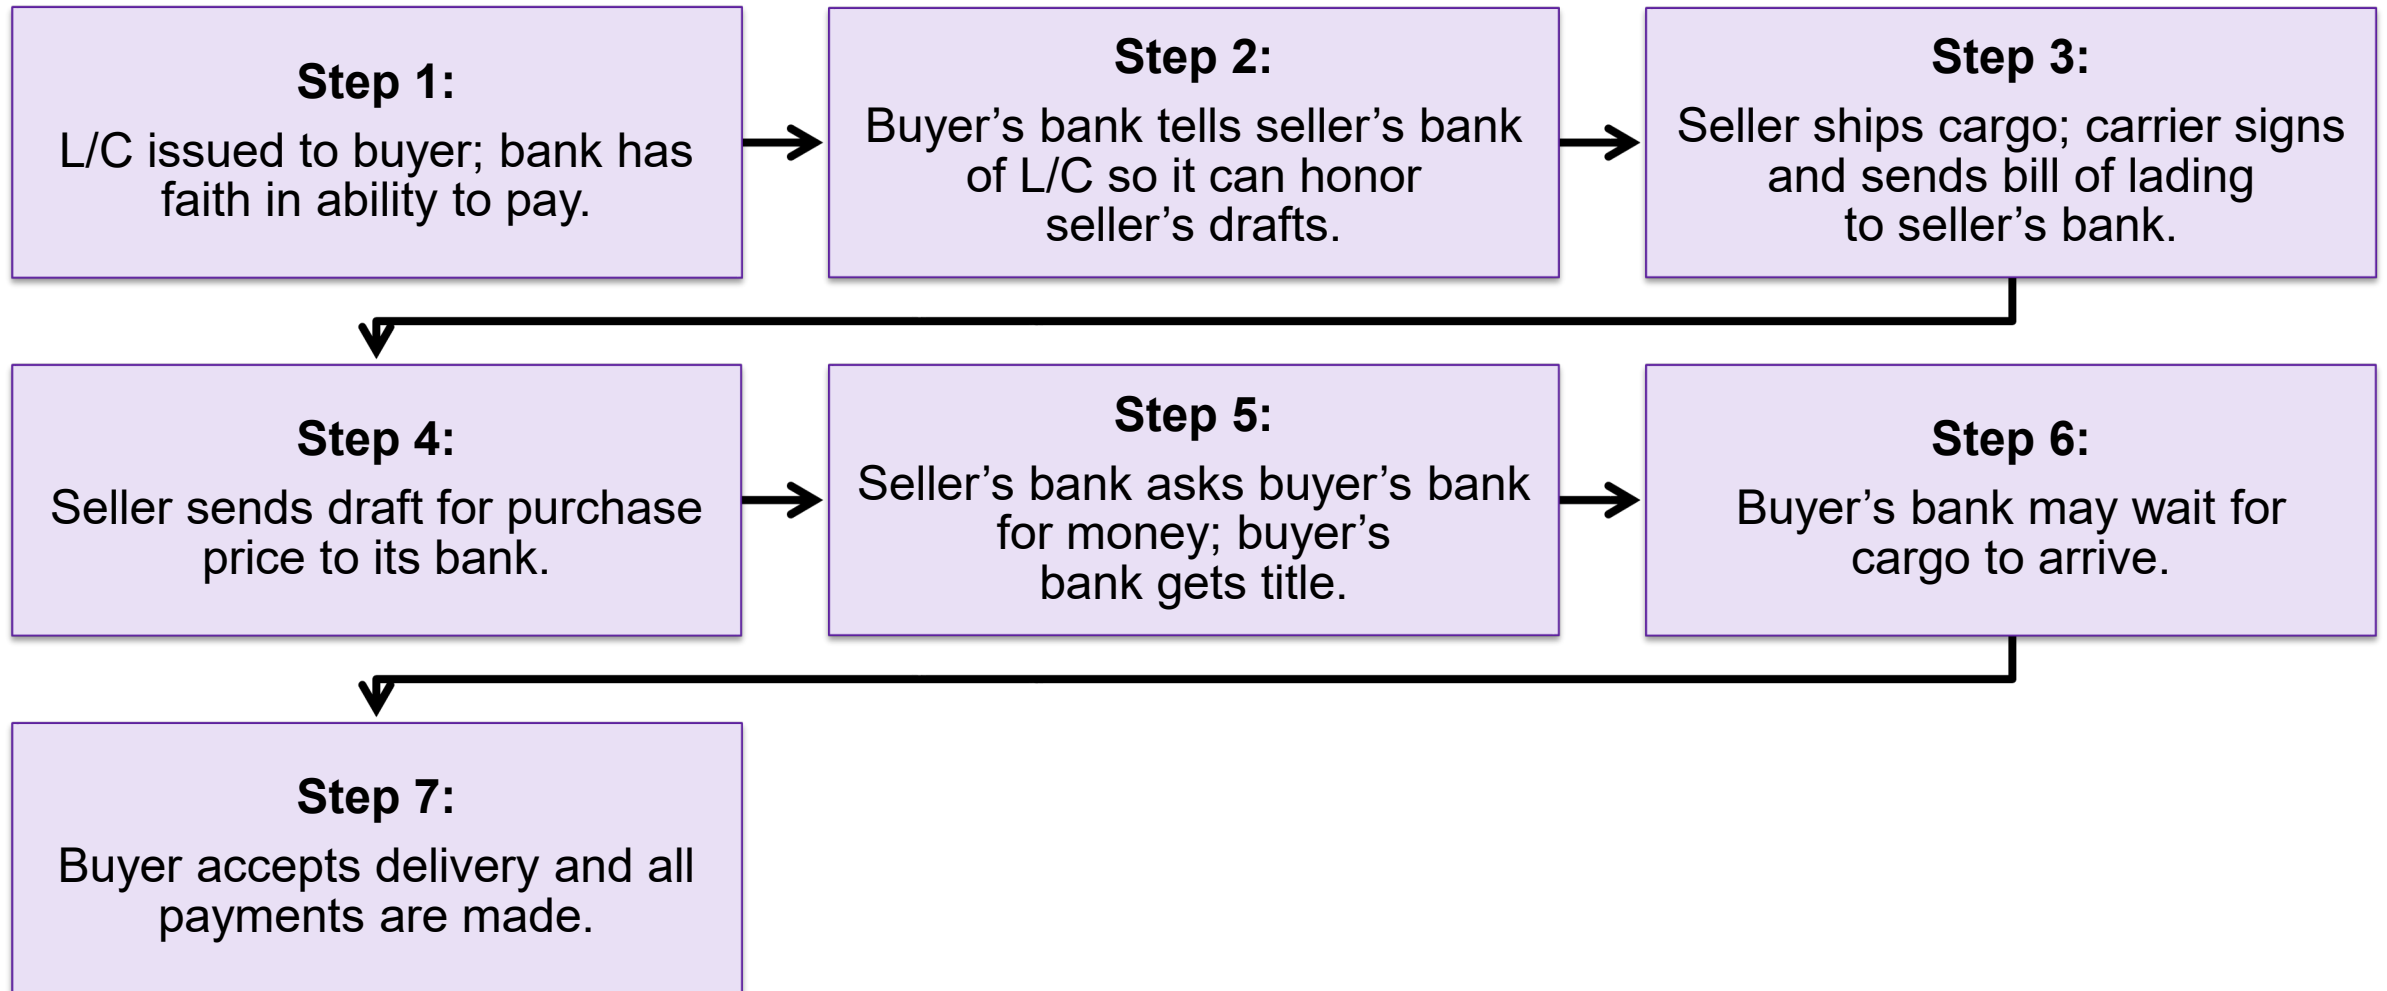 Step 1:
L/C issued to buyer; bank has
faith in ability to pay.
Step 2:
Buyer’s bank tells seller’s bank
of L/C so it can honor
seller’s drafts.
Step 3:
Seller ships cargo; carrier signs
and sends bill of lading
to seller’s bank.
Step 4:
Seller sends draft for purchase
price to its bank.
Step 5:
Seller’s bank asks buyer’s bank
for money; buyer’s
bank gets title.
Step 6:
Buyer’s bank may wait for
cargo to arrive.
Step 7:
Buyer accepts delivery and all
payments are made.